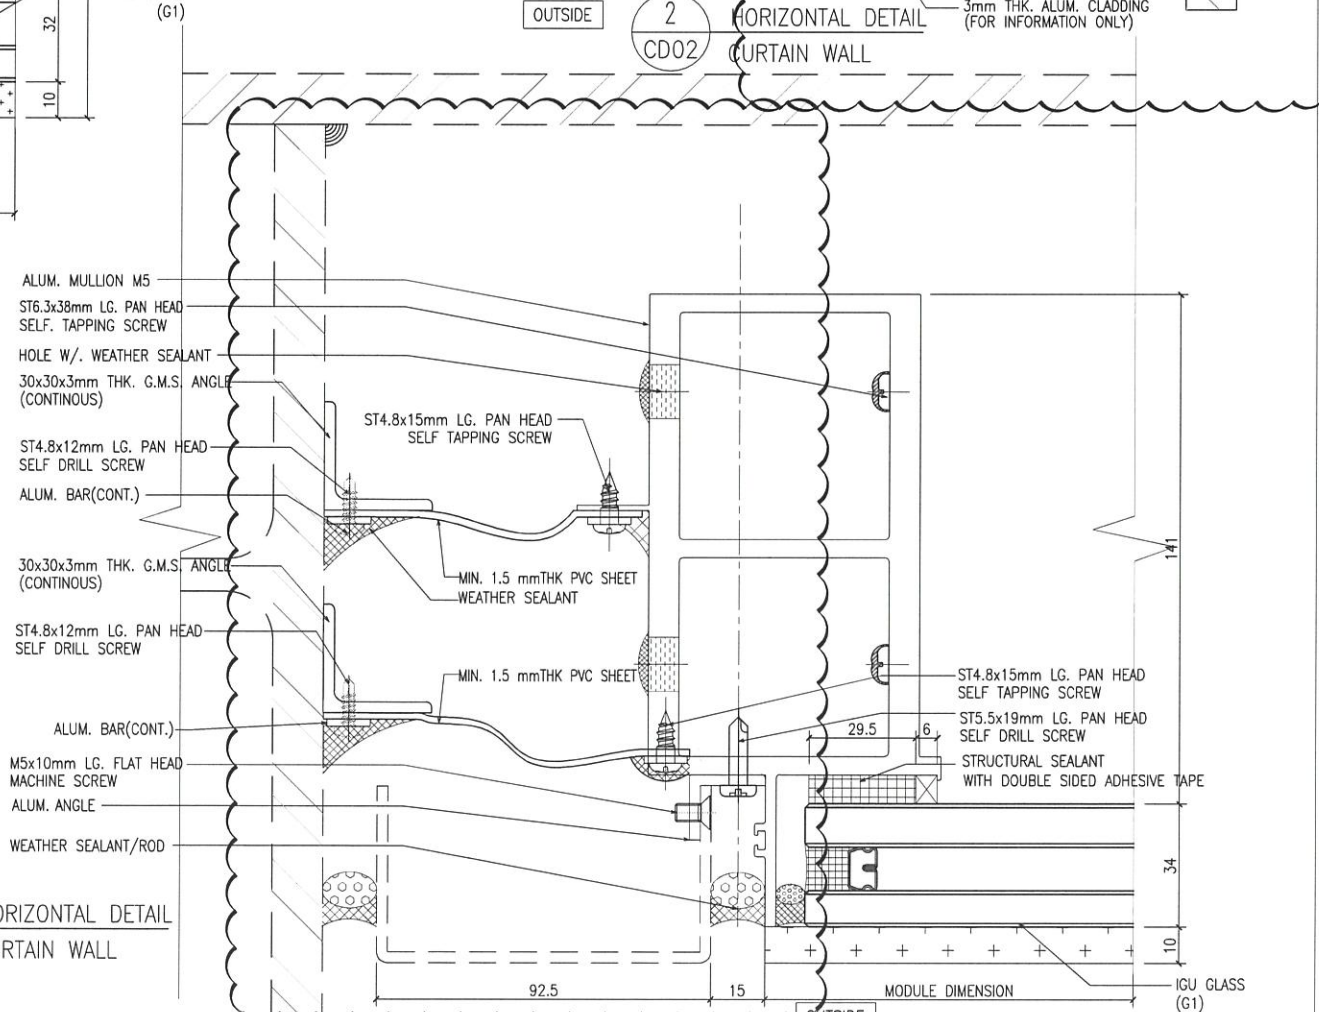 (G1)
32
10
OUTSIDE
2
CD02
HORIZONTAL DETAIL
CURTAIN WALL
3mm THK. ALUM. CLADDING
(FOR INFORMATION ONLY)
ALUM. MULLION M5
ST6.3x38mm LG. PAN HEAD
SELF. TAPPING SCREW
HOLE W/. WEATHER SEALANT
30x30x3mm THK. G.M.S. ANGLE
(CONTINOUS)
ST4.8x15mm LG. PAN HEAD
SELF TAPPING SCREW
ST4.8x12mm LG. PAN HEAD
SELF DRILL SCREW
ALUM. BAR(CONT.)
141
30x30x3mm THK. G.M.S. ANGLE
(CONTINOUS)
MIN. 1.5 mmTHK PVC SHEET
WEATHER SEALANT
ST4.8x12mm LG. PAN HEAD
SELF DRILL SCREW
MIN. 1.5 mmTHK PVC SHEET
ST4.8x15mm LG. PAN HEAD
SELF TAPPING SCREW
ST5.5x19mm LG. PAN HEAD
SELF DRILL SCREW
29.5
6
ALUM. BAR(CONT.)
STRUCTURAL SEALANT
WITH DOUBLE SIDED ADHESIVE TAPE
M5x10mm LG. FLAT HEAD
MACHINE SCREW
ALUM. ANGLE
WEATHER SEALANT/ROD
34
ORIZONTAL DETAIL
RTAIN WALL
10
92.5
15
MODULE DIMENSION
IGU GLASS
(G1)
OUTSIDE